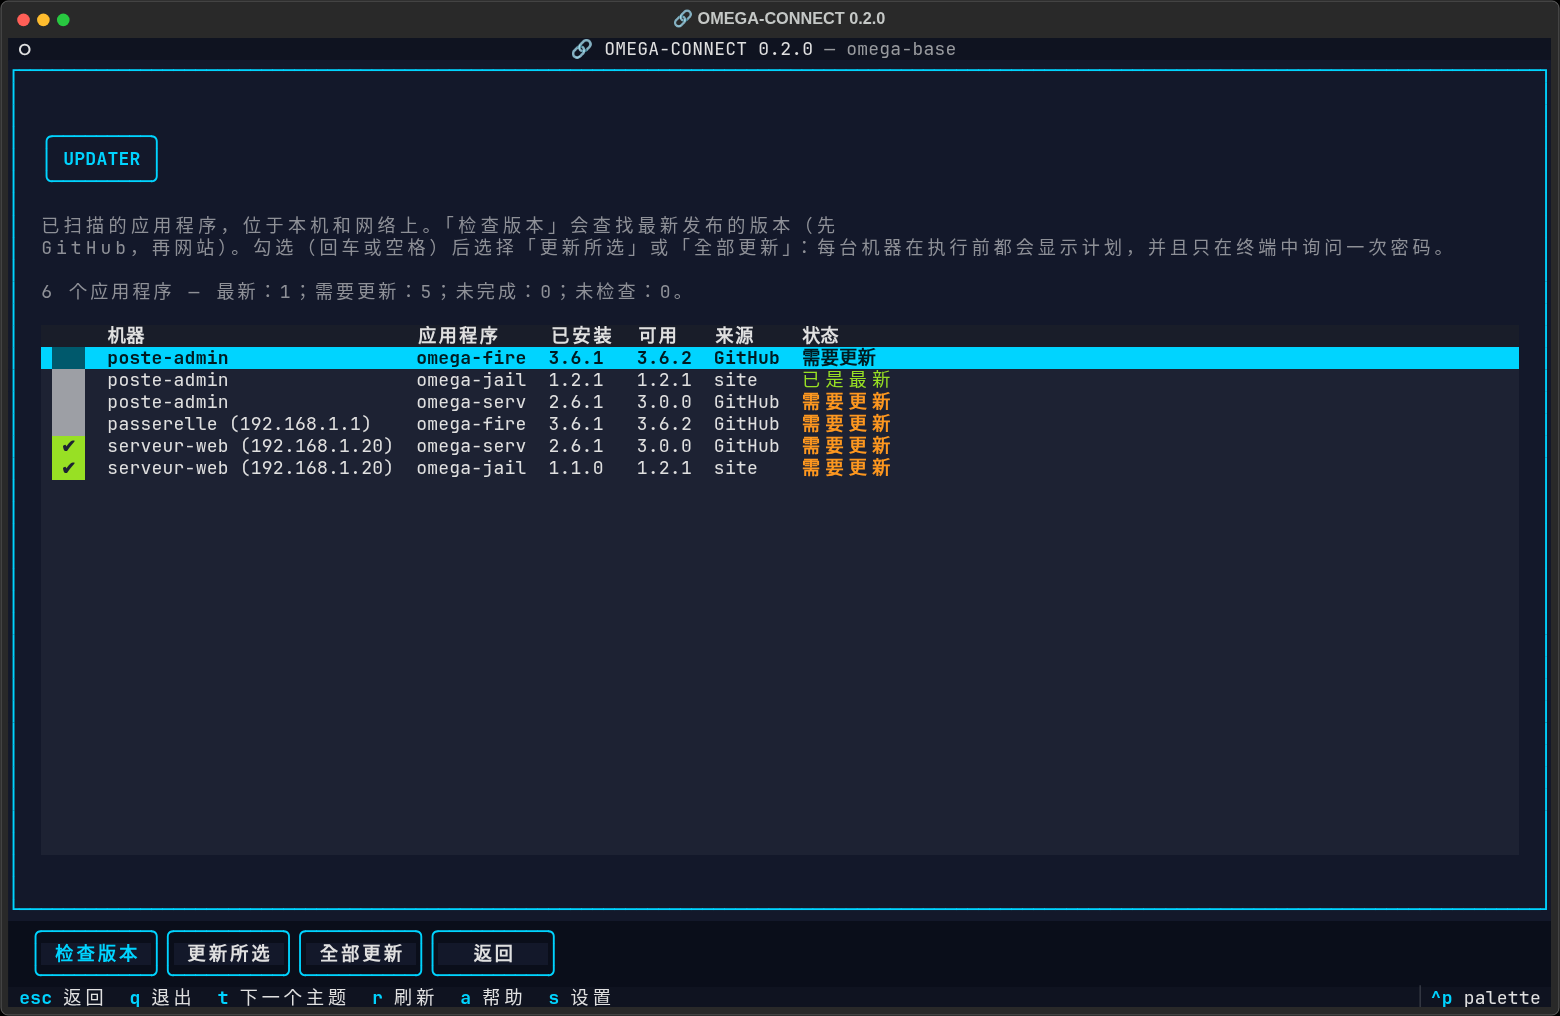 🔗 OMEGA-CONNECT 0.2.0
🔗 OMEGA-CONNECT 0.2.0 — omega-base
UPDATER
已扫描的应用程序，位于本机和网络上。「检查版本」会查找最新发布的版本（先
GitHub，再网站）。勾选（回车或空格）后选择「更新所选」或「全部更新」：每台机器在执行前都会显示计划，并且只在终端中询问一次密码。
6 个应用程序 — 最新：1；需要更新：5；未完成：0；未检查：0。
机器 应用程序 已安装 可用 来源 状态
poste-admin omega-fire 3.6.1 3.6.2 GitHub 需要更新
poste-admin omega-jail 1.2.1 1.2.1 site 已是最新
poste-admin omega-serv 2.6.1 3.0.0 GitHub 需要更新
passerelle (192.168.1.1) omega-fire 3.6.1 3.6.2 GitHub 需要更新
✔ serveur-web (192.168.1.20) omega-serv 2.6.1 3.0.0 GitHub 需要更新
✔ serveur-web (192.168.1.20) omega-jail 1.1.0 1.2.1 site 需要更新
检查版本 更新所选 全部更新 返回
esc 返回 q 退出 t 下一个主题 r 刷新 a 帮助 s 设置 ^p palette